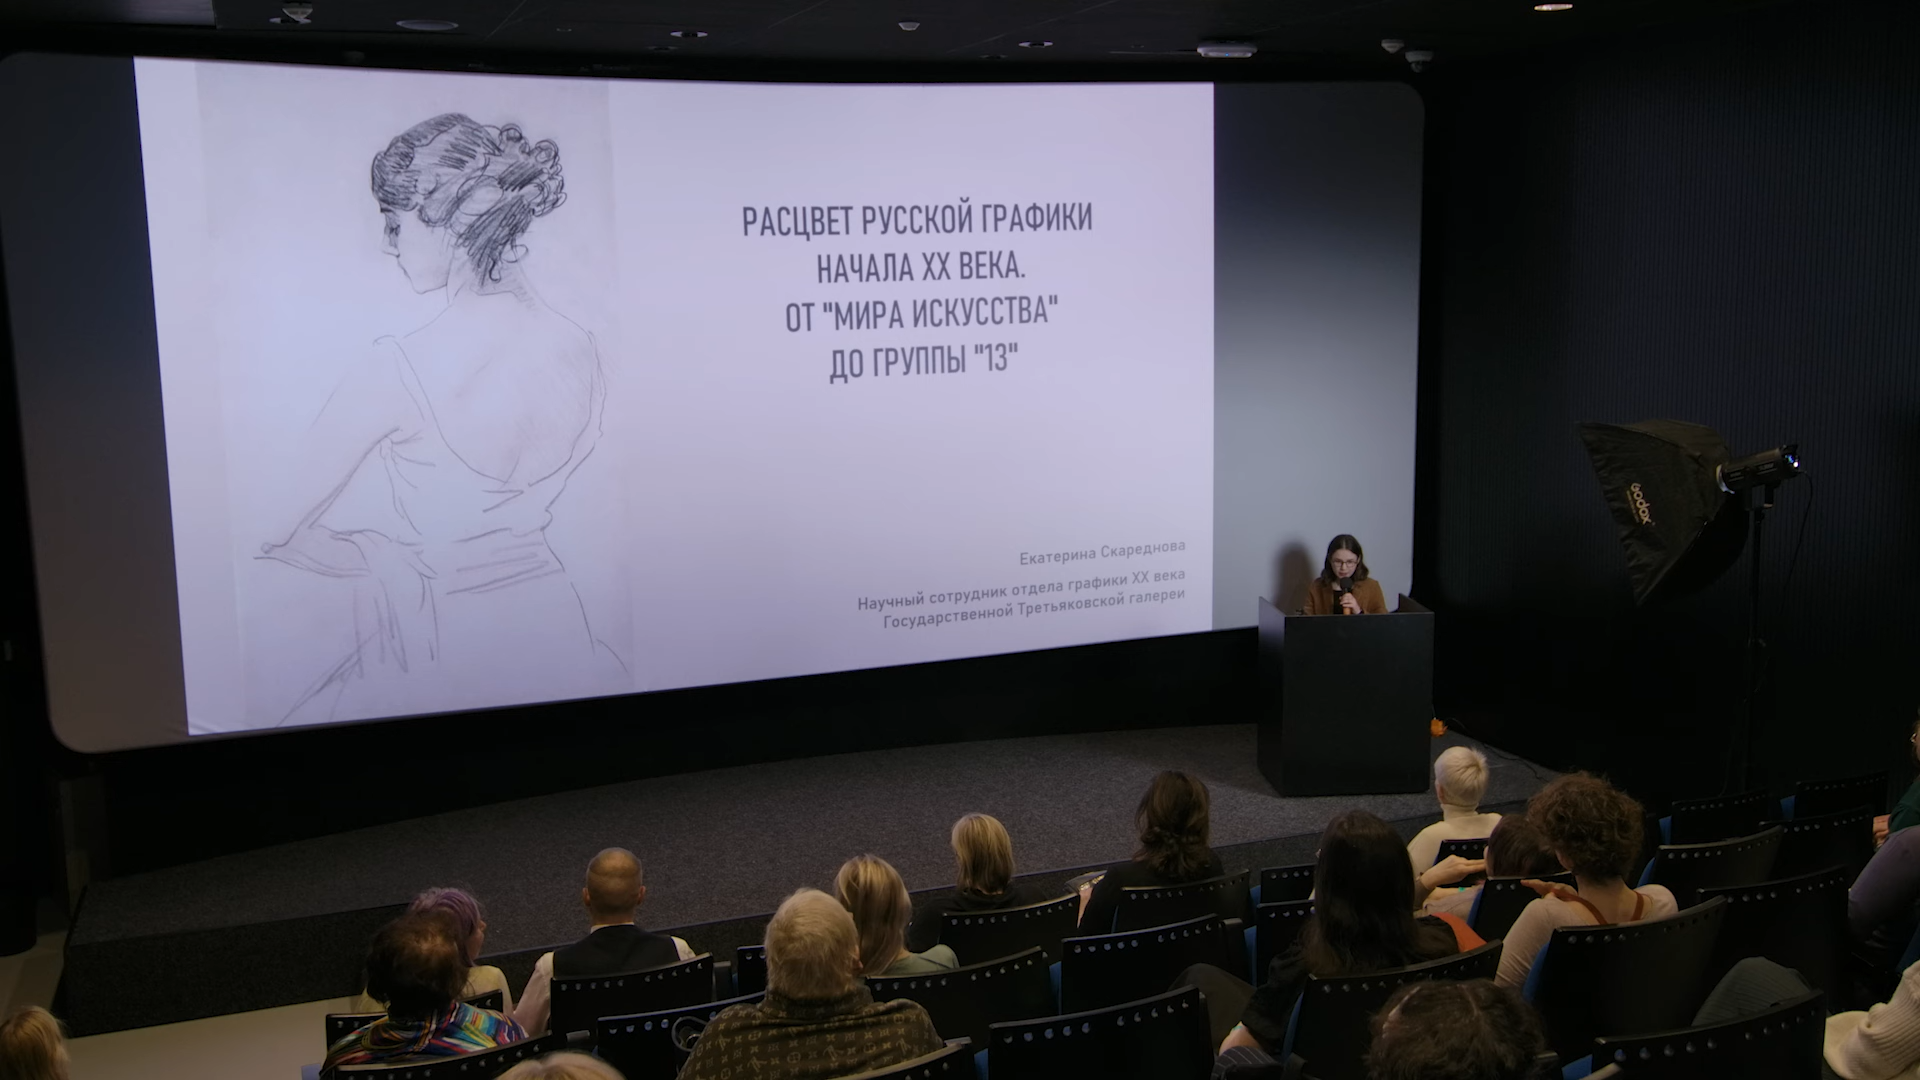 РАСЦВЕТ РУССКОЙ ГРАФИКИ
НАЧАЛА XX ВЕКА.
ОТ "МИРА ИСКУССТВА"
ДО ГРУППЫ "13"
Екатерина Скареднова
Научный сотрудник отдела графики XX века
Государственной Третьяковской галереи
Godox